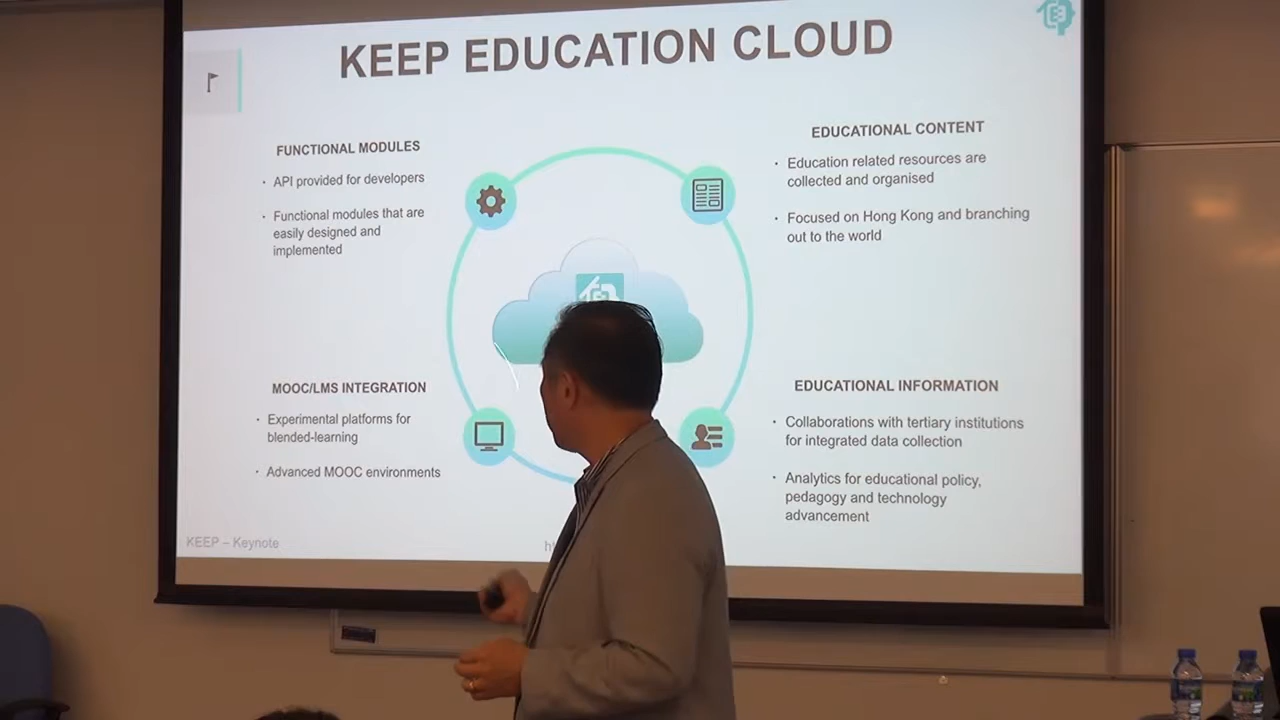 KEEP EDUCATION CLOUD
FUNCTIONAL MODULES
· API provided for developers
· Functional modules that are
easily designed and
implemented
EDUCATIONAL CONTENT
· Education related resources are
collected and organised
· Focused on Hong Kong and branching
out to the world
MOOC/LMS INTEGRATION
· Experimental platforms for
blended-learning
· Advanced MOOC environments
EDUCATIONAL INFORMATION
· Collaborations with tertiary institutions
for integrated data collection
· Analytics for educational policy,
pedagogy and technology
advancement
KEEP – Keynote